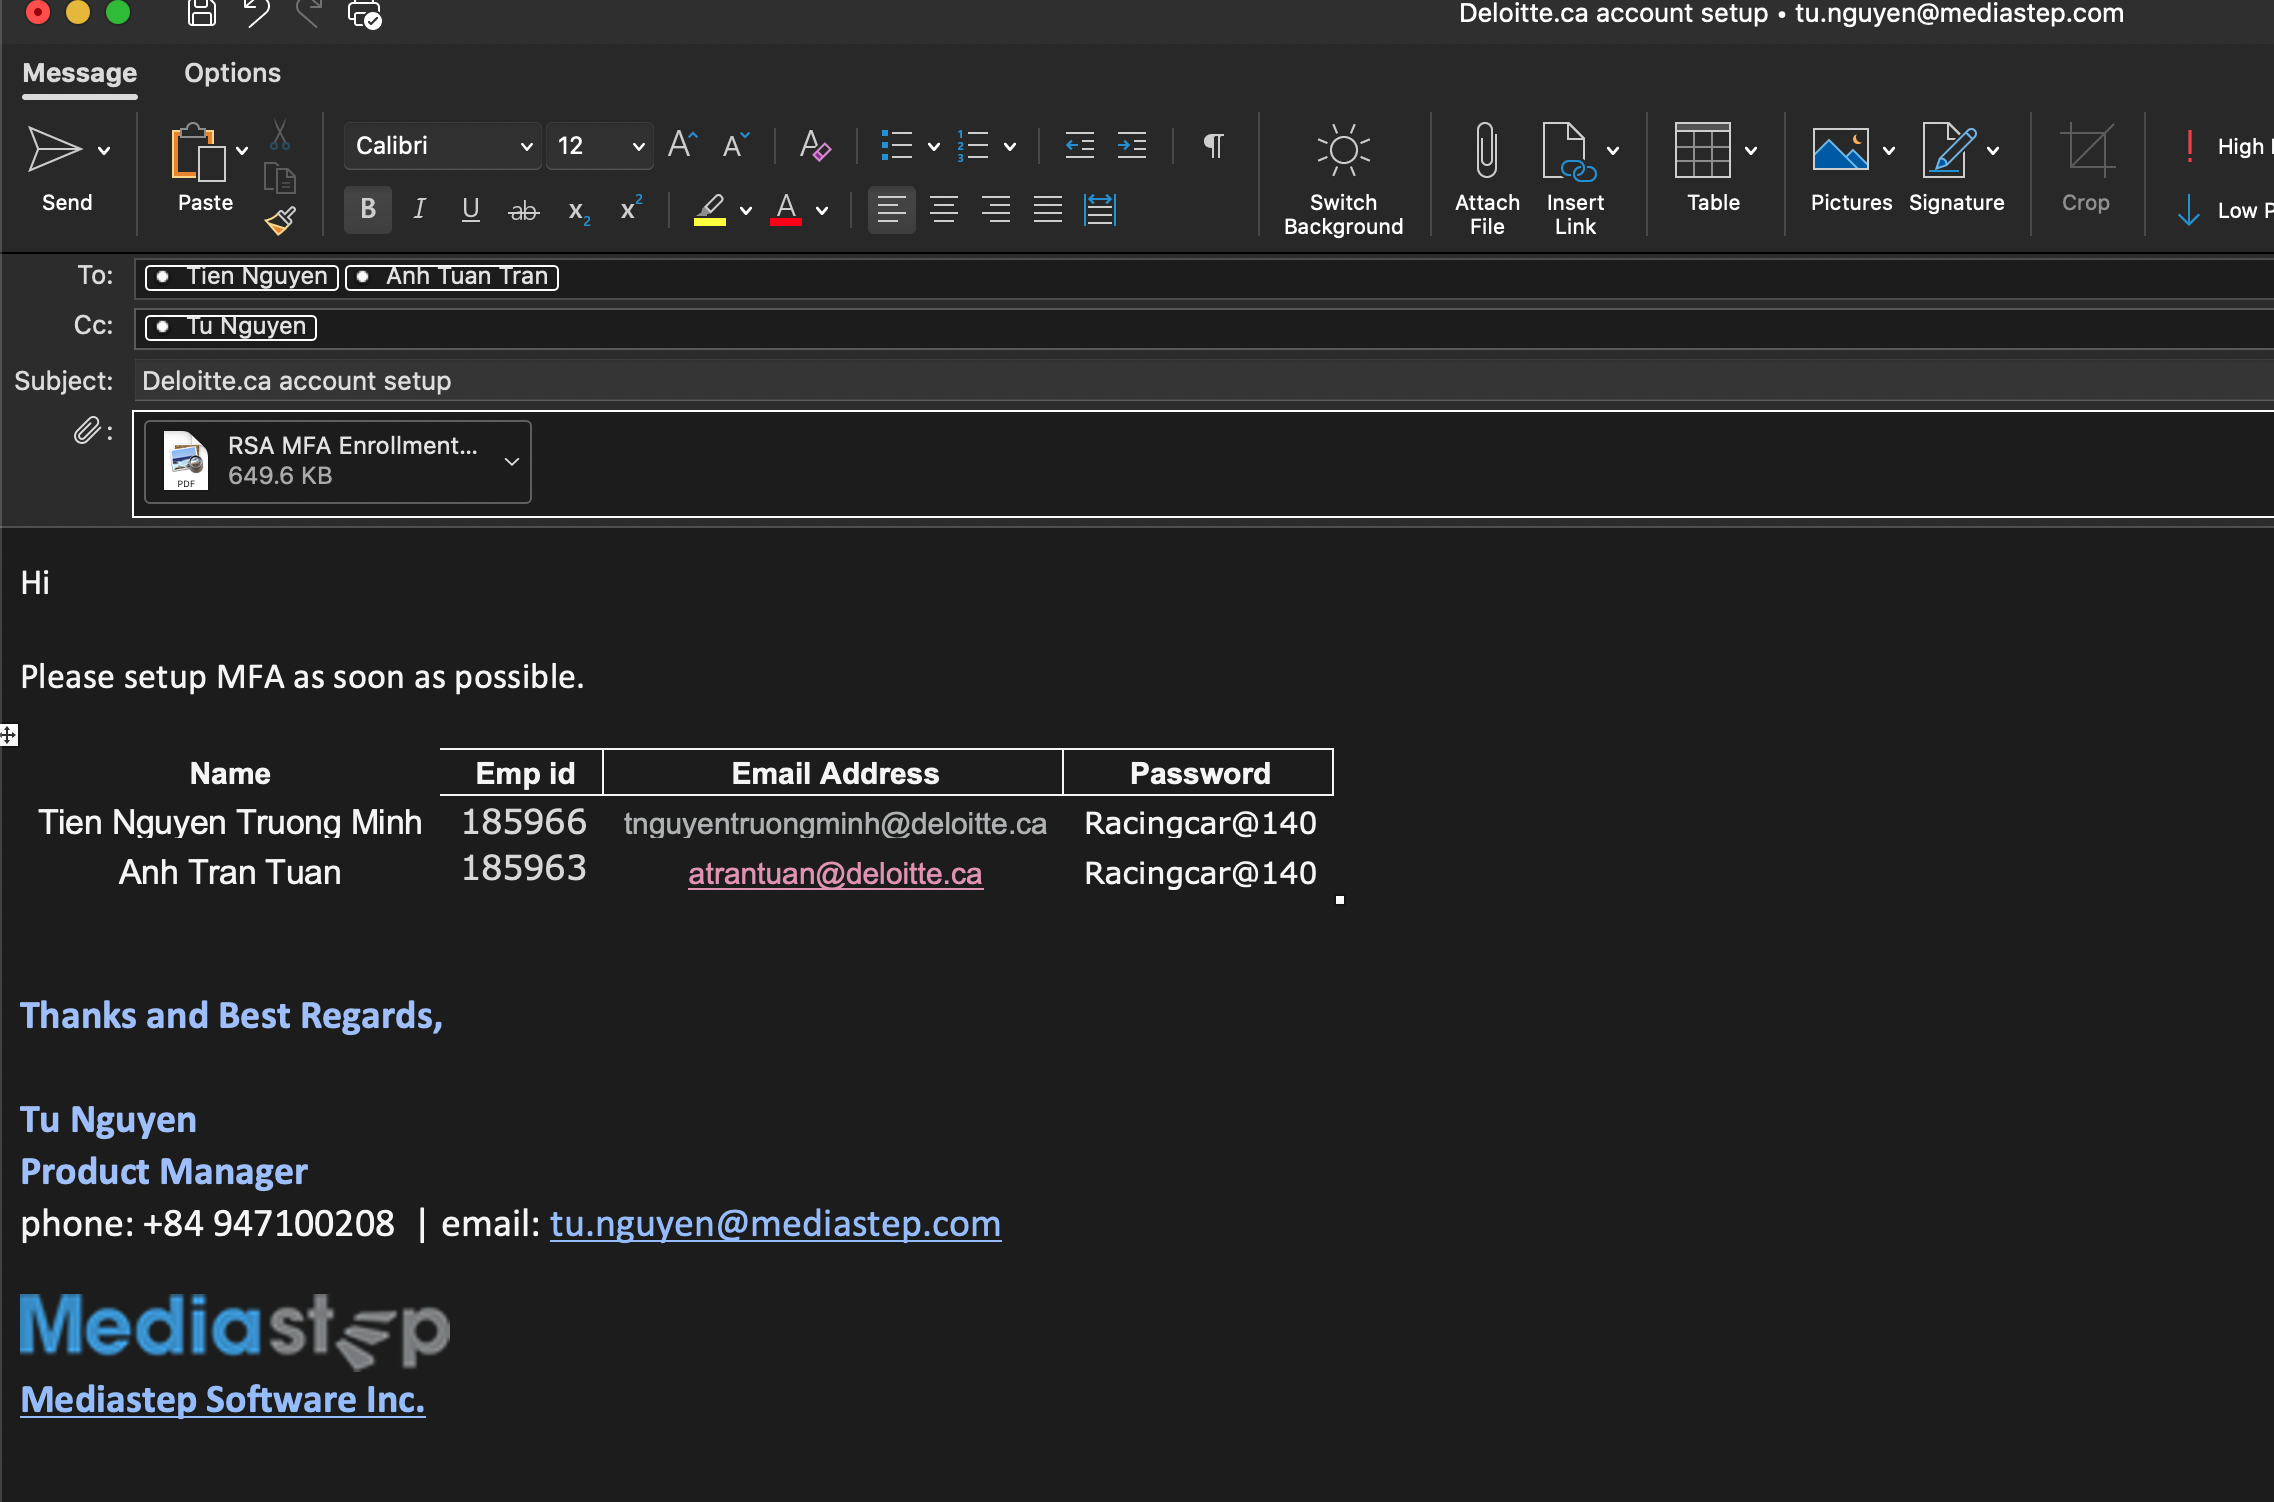 Deloitte.ca account setup • tu.nguyen@mediastep.com
Message Options
Send
Paste
Calibri 12
Switch Background
Attach File
Insert Link
Table
Pictures
Signature
Crop
High
Low P
To: Tien Nguyen Anh Tuan Tran
Cc: Tu Nguyen
Subject: Deloitte.ca account setup
RSA MFA Enrollment...
649.6 KB
PDF
Hi
Please setup MFA as soon as possible.
Name Emp id Email Address Password
Tien Nguyen Truong Minh 185966 tnguyentruongminh@deloitte.ca Racingcar@140
Anh Tran Tuan 185963 atrantuan@deloitte.ca Racingcar@140
Thanks and Best Regards,
Tu Nguyen
Product Manager
phone: +84 947100208 | email: tu.nguyen@mediastep.com
Mediastep
Mediastep Software Inc.